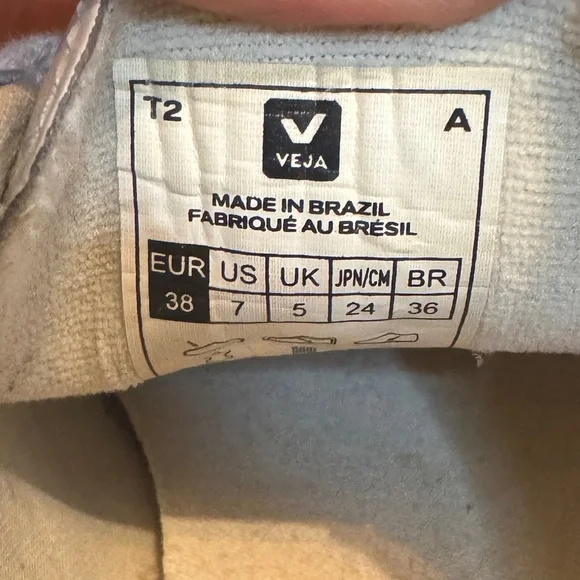 T2 V A
VEJA
MADE IN BRAZIL
FABRIQUÉ AU BRÉSIL
EUR US UK JPN/CM BR
38 7 5 24 36